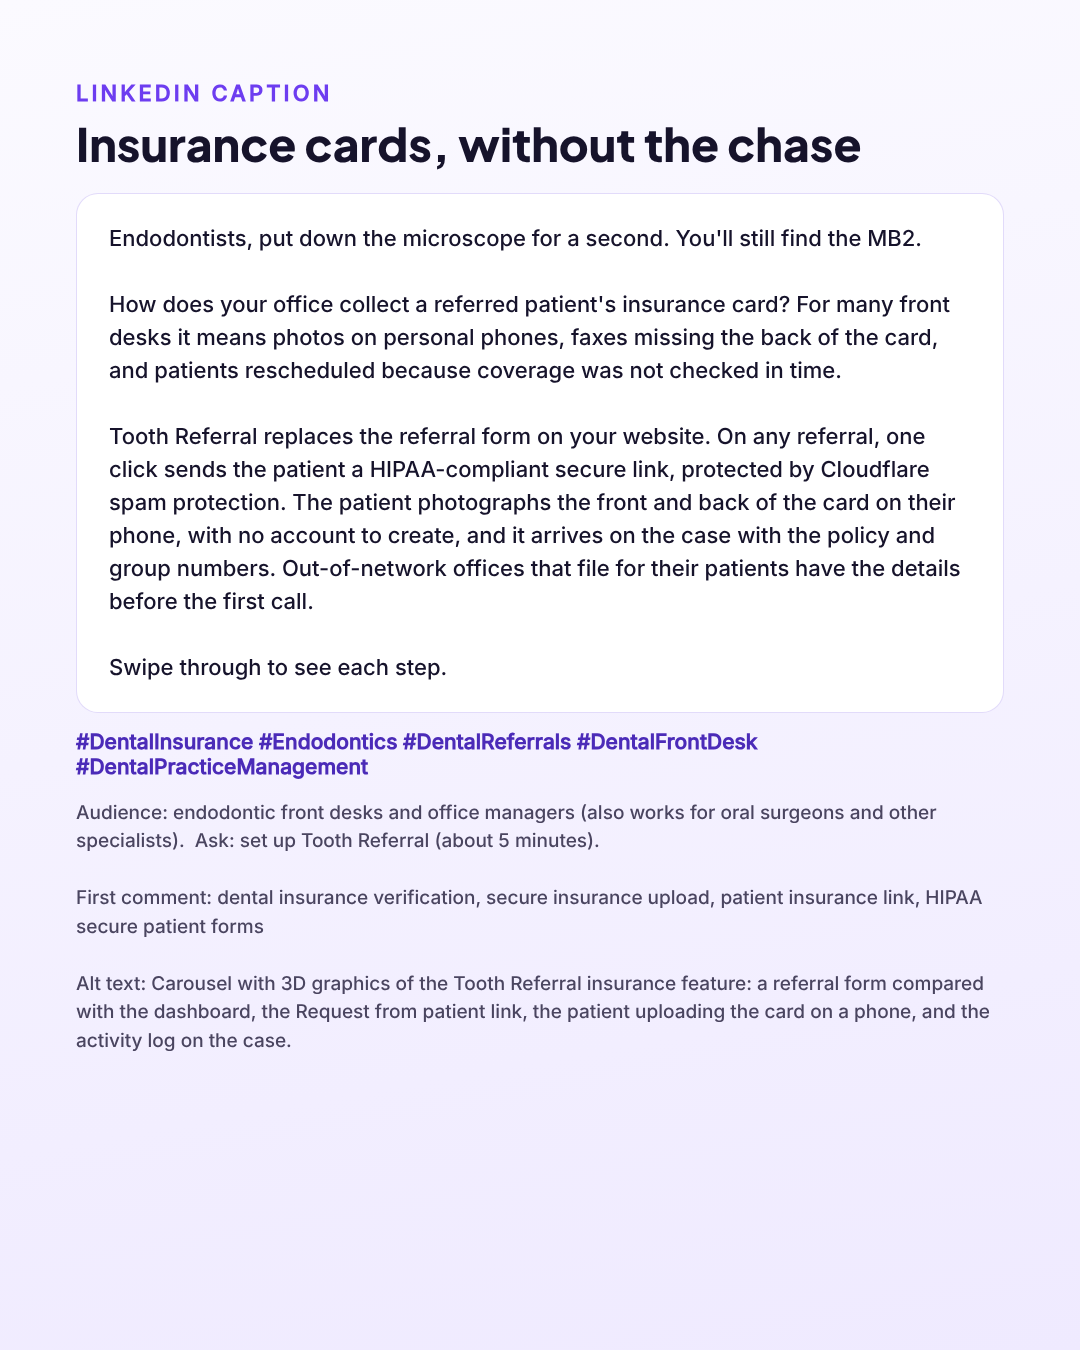 LINKEDIN CAPTION
Insurance cards, without the chase
Endodontists, put down the microscope for a second. You'll still find the MB2.
How does your office collect a referred patient's insurance card? For many front
desks it means photos on personal phones, faxes missing the back of the card,
and patients rescheduled because coverage was not checked in time.
Tooth Referral replaces the referral form on your website. On any referral, one
click sends the patient a HIPAA-compliant secure link, protected by Cloudflare
spam protection. The patient photographs the front and back of the card on their
phone, with no account to create, and it arrives on the case with the policy and
group numbers. Out-of-network offices that file for their patients have the details
before the first call.
Swipe through to see each step.
#DentalInsurance #Endodontics #DentalReferrals #DentalFrontDesk
#DentalPracticeManagement
Audience: endodontic front desks and office managers (also works for oral surgeons and other
specialists).  Ask: set up Tooth Referral (about 5 minutes).
First comment: dental insurance verification, secure insurance upload, patient insurance link, HIPAA
secure patient forms
Alt text: Carousel with 3D graphics of the Tooth Referral insurance feature: a referral form compared
with the dashboard, the Request from patient link, the patient uploading the card on a phone, and the
activity log on the case.